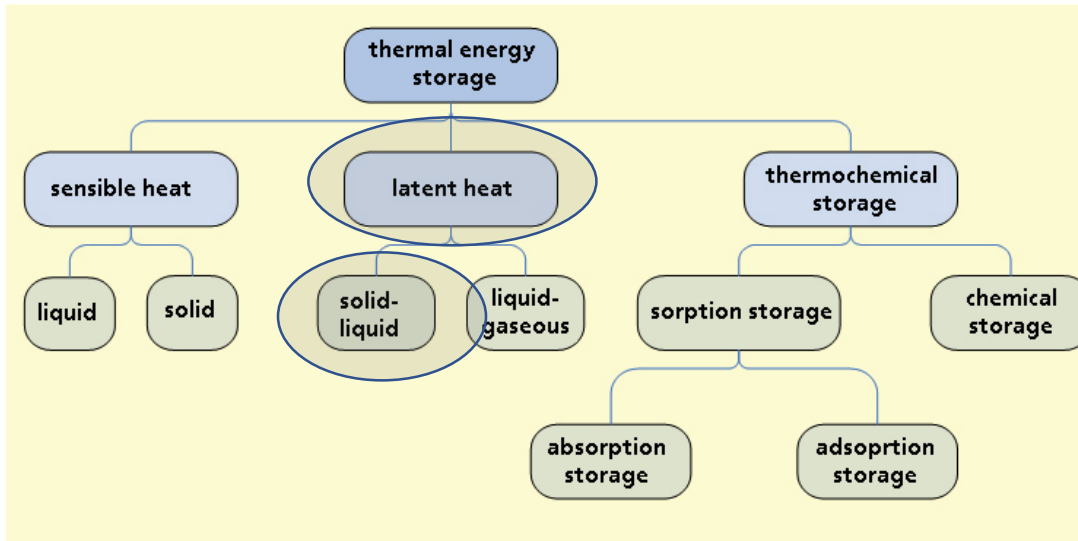 thermal energy
storage
sensible heat
latent heat
thermochemical
storage
liquid
solid
solid-
liquid
liquid-
gaseous
sorption storage
chemical
storage
absorption
storage
adsoprtion
storage